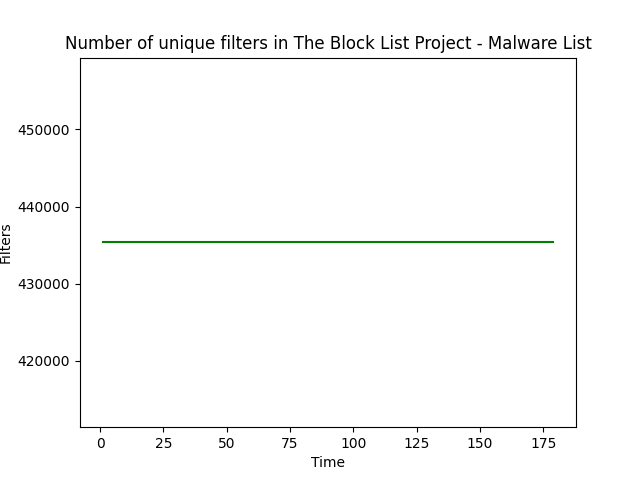 Number of unique filters in The Block List Project - Malware List
450000
440000
430000
420000
Filters
0 25 50 75 100 125 150 175
Time